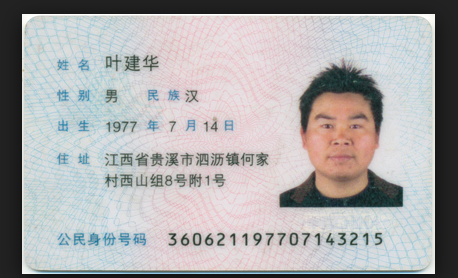 姓名 叶建华
性别 男 民族 汉
出生 1977 年 7 月 14 日
住址 江西省贵溪市泗沥镇何家
村西山组8号附1号
公民身份号码 360621197707143215